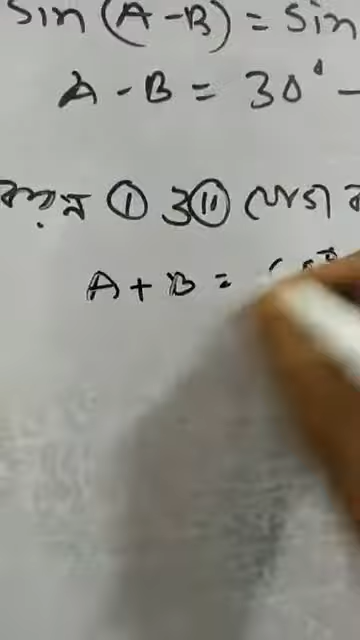 Sin(A-B) = Sin
A - B = 30° -
① ও ⑪ যোগ
A + B =